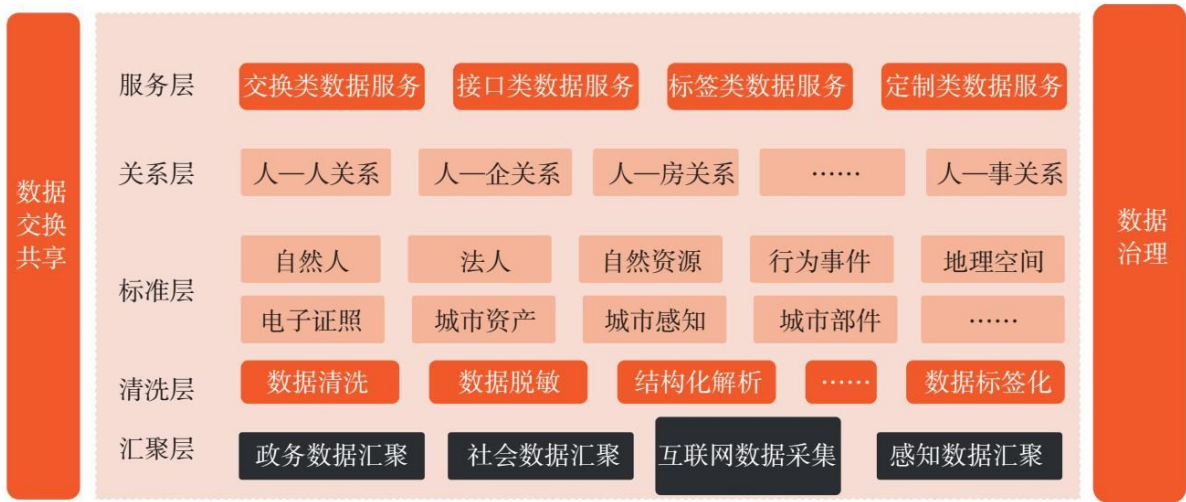 数据
交换
共享
服务层
交换类数据服务
接口类数据服务
标签类数据服务
定制类数据服务
关系层
人—人关系
人—企关系
人—房关系
……
人—事关系
标准层
自然人
法人
自然资源
行为事件
地理空间
电子证照
城市资产
城市感知
城市部件
……
清洗层
数据清洗
数据脱敏
结构化解析
……
数据标签化
汇聚层
政务数据汇聚
社会数据汇聚
互联网数据采集
感知数据汇聚
数据
治理